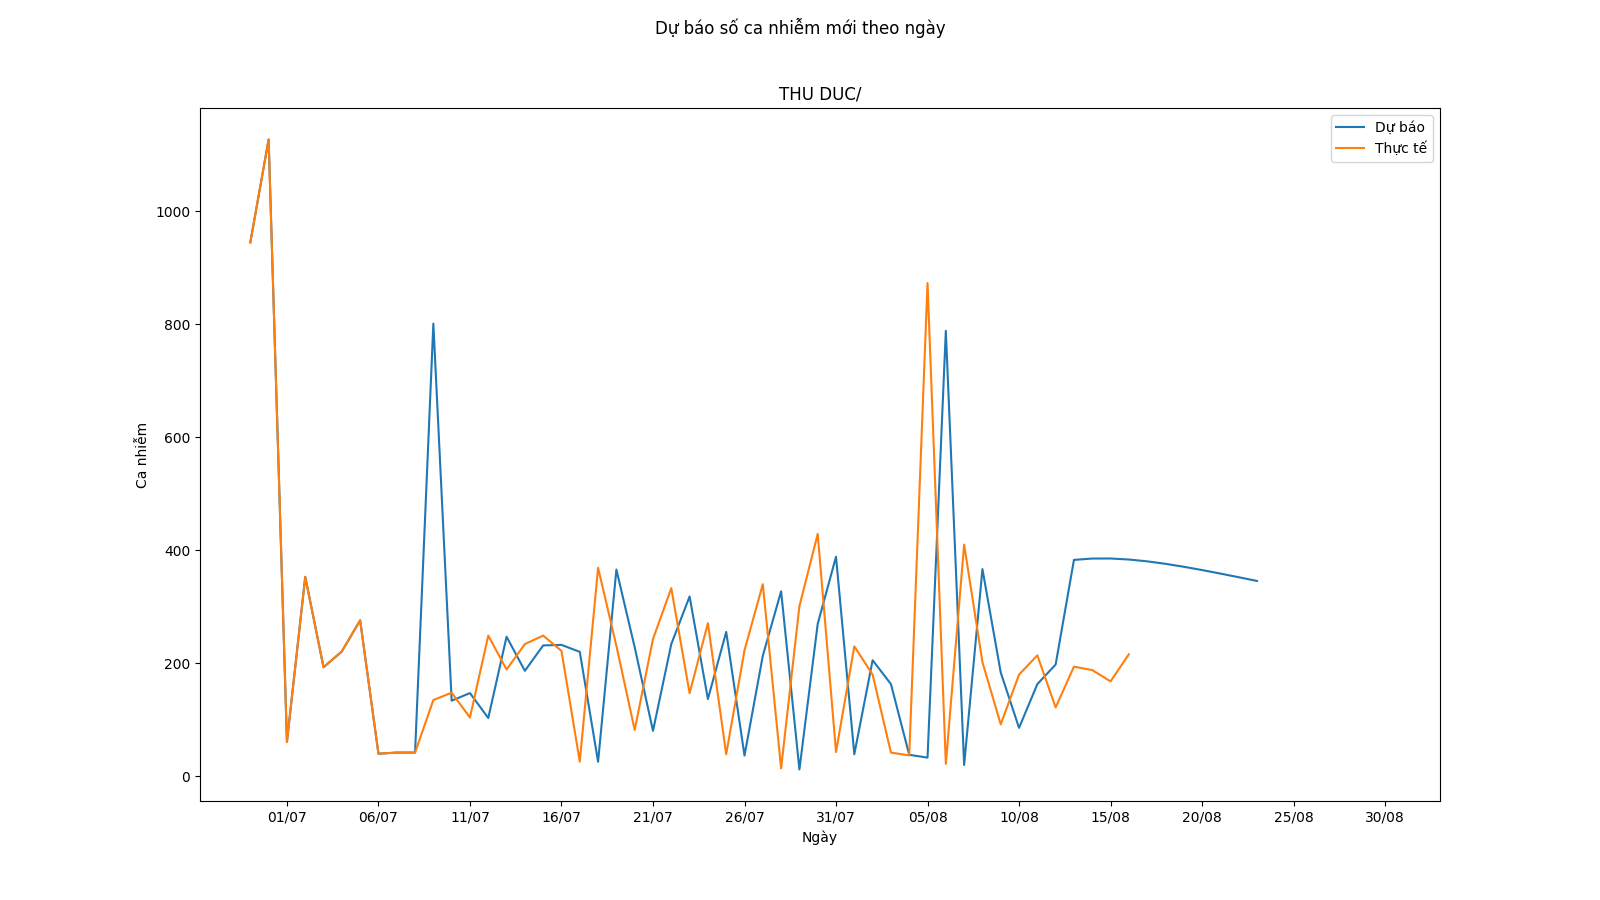 Dự báo số ca nhiễm mới theo ngày
THU DUC/
Dự báo
Thực tế
1000
800
600
400
200
0
Ca nhiễm
01/07 06/07 11/07 16/07 21/07 26/07 31/07 05/08 10/08 15/08 20/08 25/08 30/08
Ngày